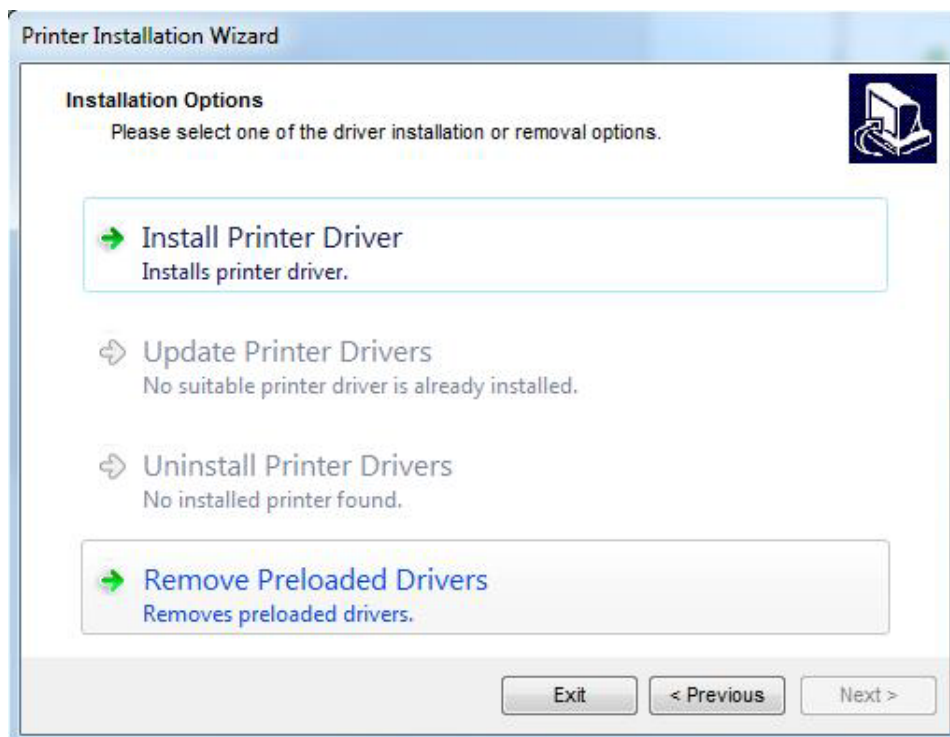 Printer Installation Wizard
Installation Options
Please select one of the driver installation or removal options.
Install Printer Driver
Installs printer driver.
Update Printer Drivers
No suitable printer driver is already installed.
Uninstall Printer Drivers
No installed printer found.
Remove Preloaded Drivers
Removes preloaded drivers.
Exit
< Previous
Next >